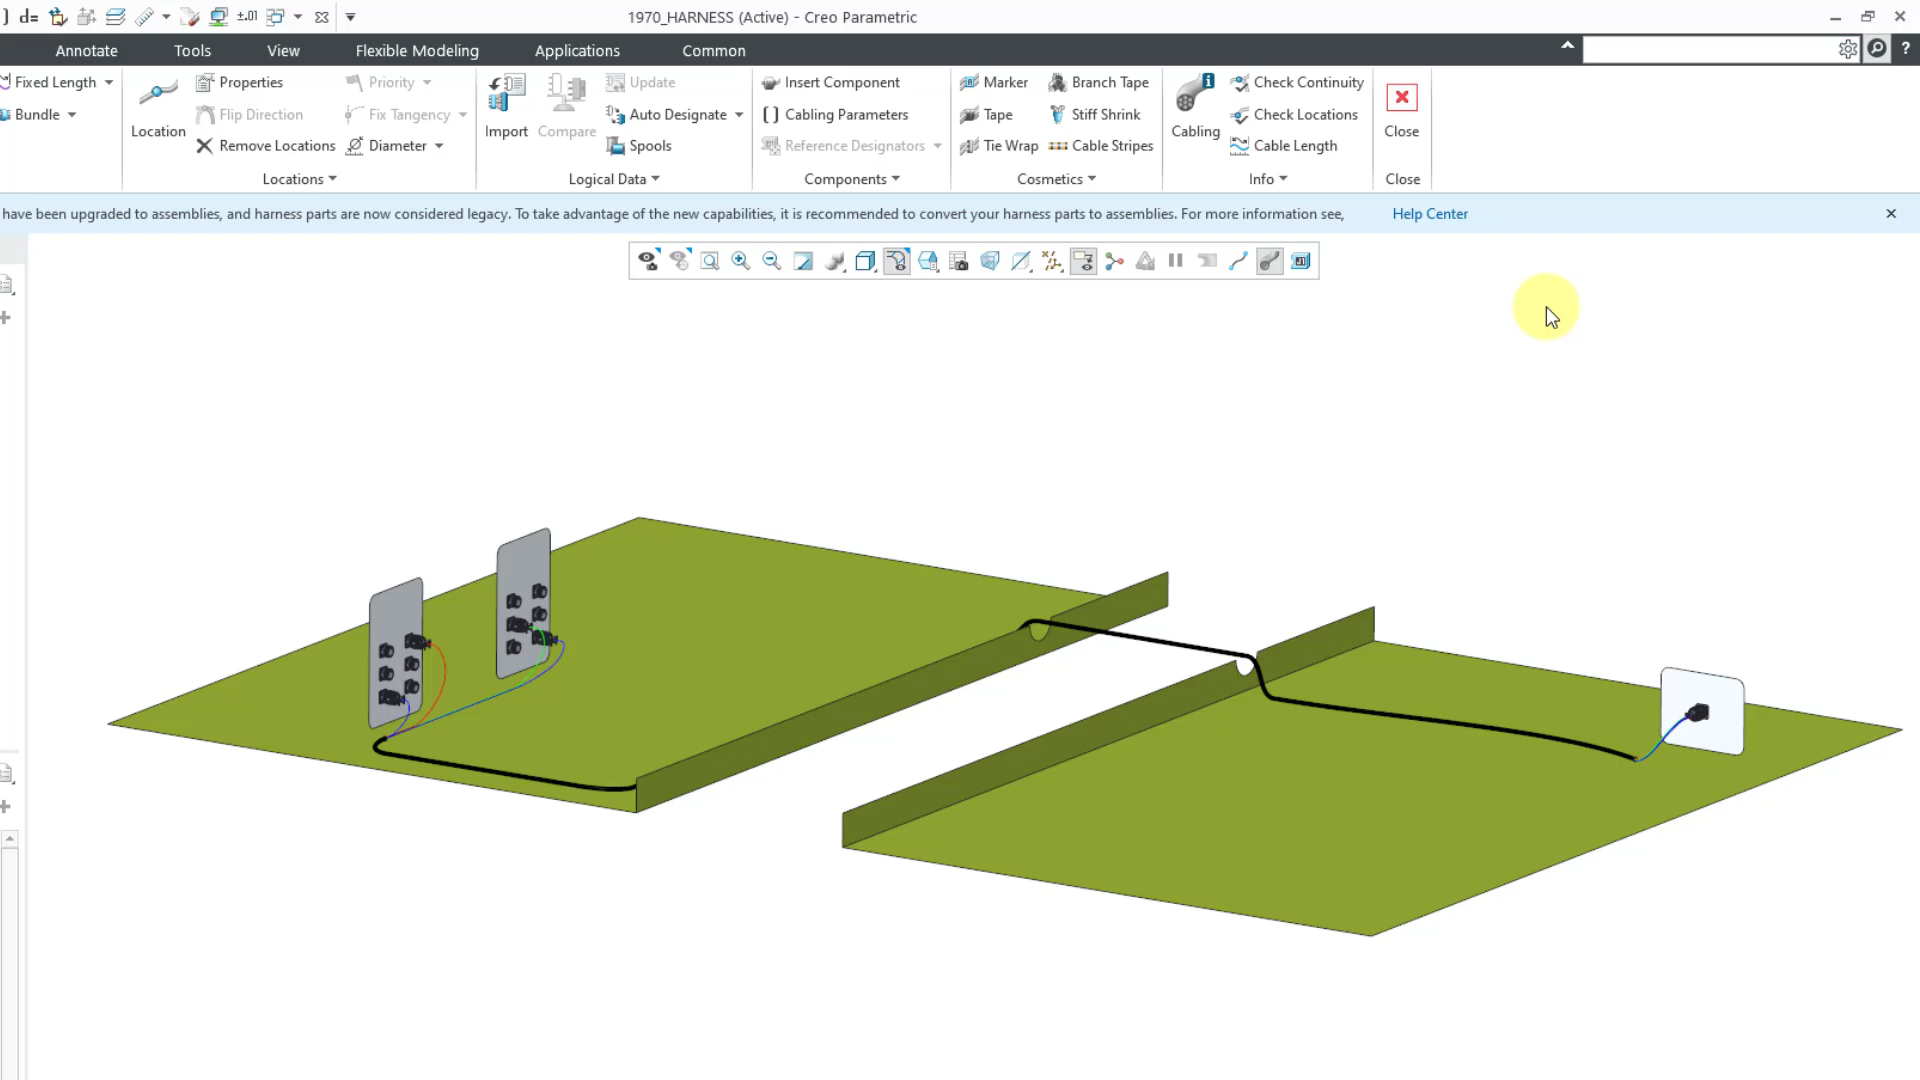 d= ±.01 1970_HARNESS (Active) - Creo Parametric
Annotate Tools View Flexible Modeling Applications Common ?
Fixed Length Properties Priority Update Insert Component Marker Branch Tape Check Continuity
Bundle Flip Direction Fix Tangency Auto Designate Cabling Parameters Tape Stiff Shrink Check Locations
Location Import Compare Cabling Close
Remove Locations Diameter Spools Reference Designators Tie Wrap Cable Stripes Cable Length
Locations Logical Data Components Cosmetics Info Close
have been upgraded to assemblies, and harness parts are now considered legacy. To take advantage of the new capabilities, it is recommended to convert your harness parts to assemblies. For more information see, Help Center